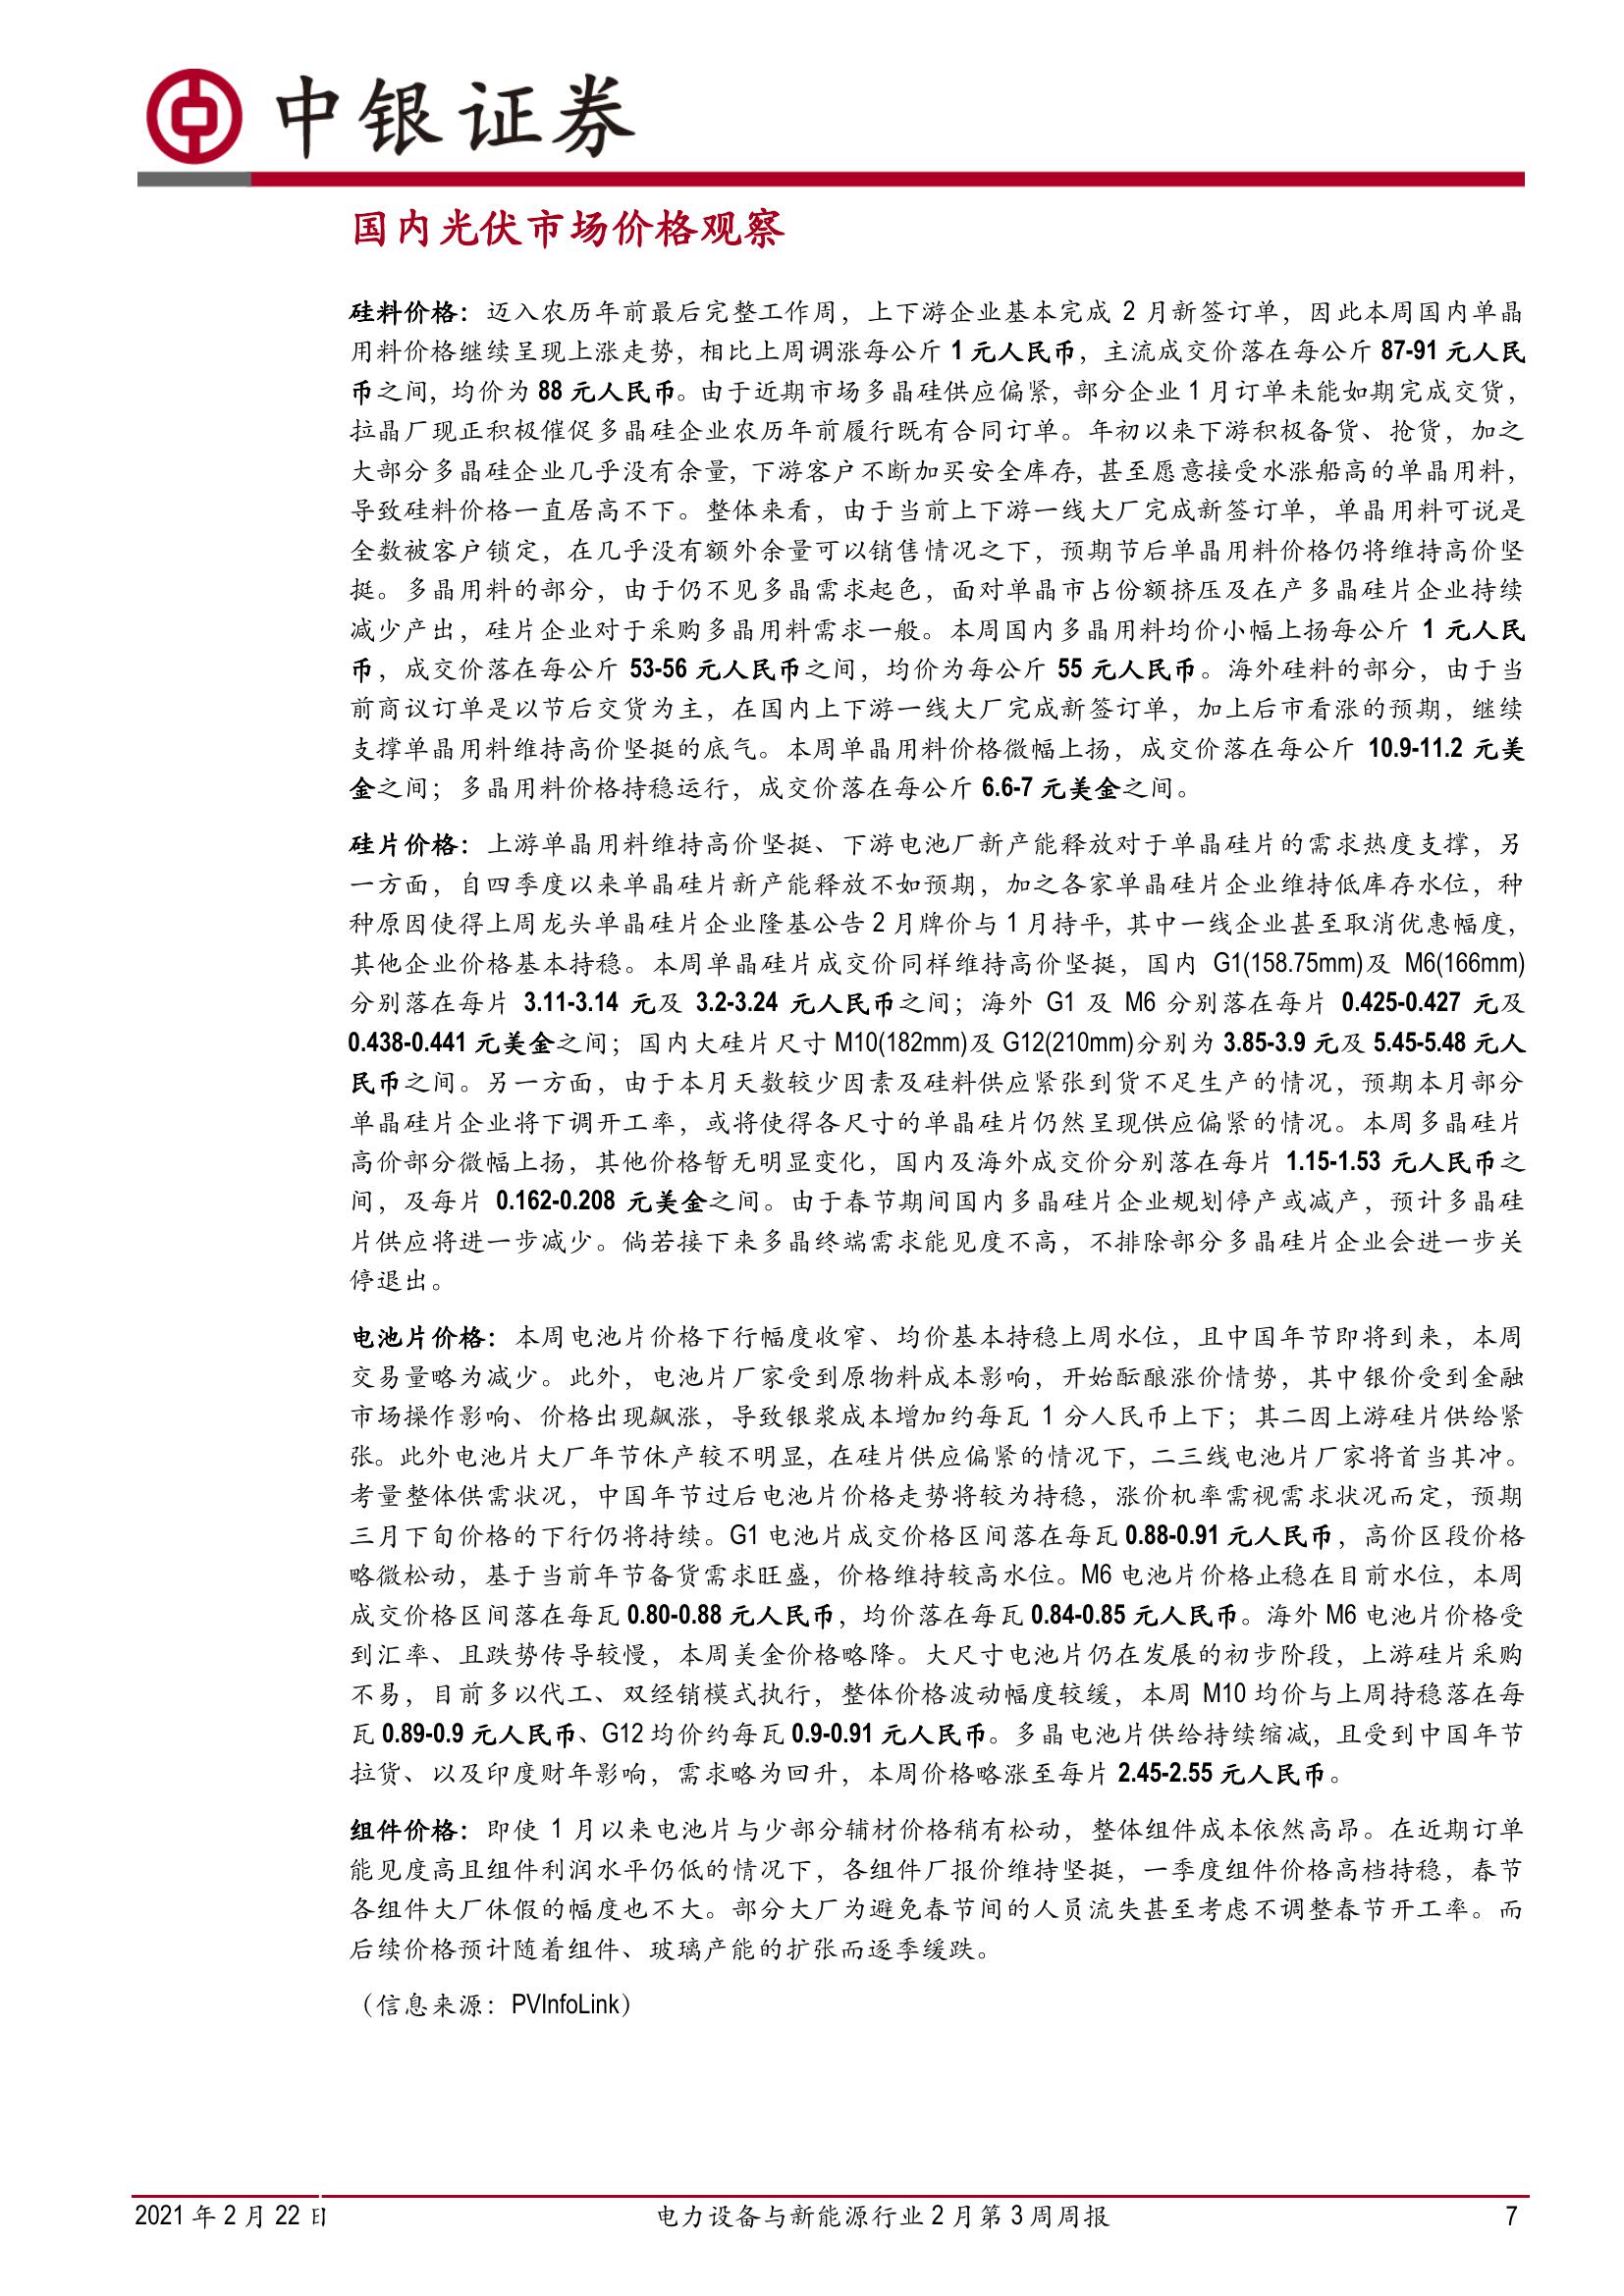 中银证券
国内光伏市场价格观察
硅料价格：迈入农历年前最后完整工作周，上下游企业基本完成 2 月新签订单，因此本周国内单晶
用料价格继续呈现上涨走势，相比上周调涨每公斤 1 元人民币，主流成交价落在每公斤 87-91 元人民
币之间，均价为 88 元人民币。由于近期市场多晶硅供应偏紧，部分企业 1 月订单未能如期完成交货，
拉晶厂现正积极催促多晶硅企业农历年前履行既有合同订单。年初以来下游积极备货、抢货，加之
大部分多晶硅企业几乎没有余量，下游客户不断加买安全库存，甚至愿意接受水涨船高的单晶用料，
导致硅料价格一直居高不下。整体来看，由于当前上下游一线大厂完成新签订单，单晶用料可说是
全数被客户锁定，在几乎没有额外余量可以销售情况之下，预期节后单晶用料价格仍将维持高价坚
挺。多晶用料的部分，由于仍不见多晶需求起色，面对单晶市占份额挤压及在产多晶硅片企业持续
减少产出，硅片企业对于采购多晶用料需求一般。本周国内多晶用料均价小幅上扬每公斤 1 元人民
币，成交价落在每公斤 53-56 元人民币之间，均价为每公斤 55 元人民币。海外硅料的部分，由于当
前商议订单是以节后交货为主，在国内上下游一线大厂完成新签订单，加上后市看涨的预期，继续
支撑单晶用料维持高价坚挺的底气。本周单晶用料价格微幅上扬，成交价落在每公斤 10.9-11.2 元美
金之间；多晶用料价格持稳运行，成交价落在每公斤 6.6-7 元美金之间。
硅片价格：上游单晶用料维持高价坚挺、下游电池厂新产能释放对于单晶硅片的需求热度支撑，另
一方面，自四季度以来单晶硅片新产能释放不如预期，加之各家单晶硅片企业维持低库存水位，种
种原因使得上周龙头单晶硅片企业隆基公告 2 月牌价与 1 月持平，其中一线企业甚至取消优惠幅度，
其他企业价格基本持稳。本周单晶硅片成交价同样维持高价坚挺，国内 G1(158.75mm)及 M6(166mm)
分别落在每片 3.11-3.14 元及 3.2-3.24 元人民币之间；海外 G1 及 M6 分别落在每片 0.425-0.427 元及
0.438-0.441 元美金之间；国内大硅片尺寸 M10(182mm)及 G12(210mm)分别为 3.85-3.9 元及 5.45-5.48 元人
民币之间。另一方面，由于本月天数较少因素及硅料供应紧张到货不足生产的情况，预期本月部分
单晶硅片企业将下调开工率，或将使得各尺寸的单晶硅片仍然呈现供应偏紧的情况。本周多晶硅片
高价部分微幅上扬，其他价格暂无明显变化，国内及海外成交价分别落在每片 1.15-1.53 元人民币之
间，及每片 0.162-0.208 元美金之间。由于春节期间国内多晶硅片企业规划停产或减产，预计多晶硅
片供应将进一步减少。倘若接下来多晶终端需求能见度不高，不排除部分多晶硅片企业会进一步关
停退出。
电池片价格：本周电池片价格下行幅度收窄、均价基本持稳上周水位，且中国年节即将到来，本周
交易量略为减少。此外，电池片厂家受到原物料成本影响，开始酝酿涨价情势，其中银价受到金融
市场操作影响、价格出现飙涨，导致银浆成本增加约每瓦 1 分人民币上下；其二因上游硅片供给紧
张。此外电池片大厂年节休产较不明显，在硅片供应偏紧的情况下，二三线电池片厂家将首当其冲。
考量整体供需状况，中国年节过后电池片价格走势将较为持稳，涨价机率需视需求状况而定，预期
三月下旬价格的下行仍将持续。G1 电池片成交价格区间落在每瓦 0.88-0.91 元人民币，高价区段价格
略微松动，基于当前年节备货需求旺盛，价格维持较高水位。M6 电池片价格止稳在目前水位，本周
成交价格区间落在每瓦 0.80-0.88 元人民币，均价落在每瓦 0.84-0.85 元人民币。海外 M6 电池片价格受
到汇率、且跌势传导较慢，本周美金价格略降。大尺寸电池片仍在发展的初步阶段，上游硅片采购
不易，目前多以代工、双经销模式执行，整体价格波动幅度较缓，本周 M10 均价与上周持稳落在每
瓦 0.89-0.9 元人民币、G12 均价约每瓦 0.9-0.91 元人民币。多晶电池片供给持续缩减，且受到中国年节
拉货、以及印度财年影响，需求略为回升，本周价格略涨至每片 2.45-2.55 元人民币。
组件价格：即使 1 月以来电池片与少部分辅材价格稍有松动，整体组件成本依然高昂。在近期订单
能见度高且组件利润水平仍低的情况下，各组件厂报价维持坚挺，一季度组件价格高档持稳，春节
各组件大厂休假的幅度也不大。部分大厂为避免春节间的人员流失甚至考虑不调整春节开工率。而
后续价格预计随着组件、玻璃产能的扩张而逐季缓跌。
（信息来源：PVInfoLink）
2021 年 2 月 22 日 电力设备与新能源行业 2 月第 3 周周报 7